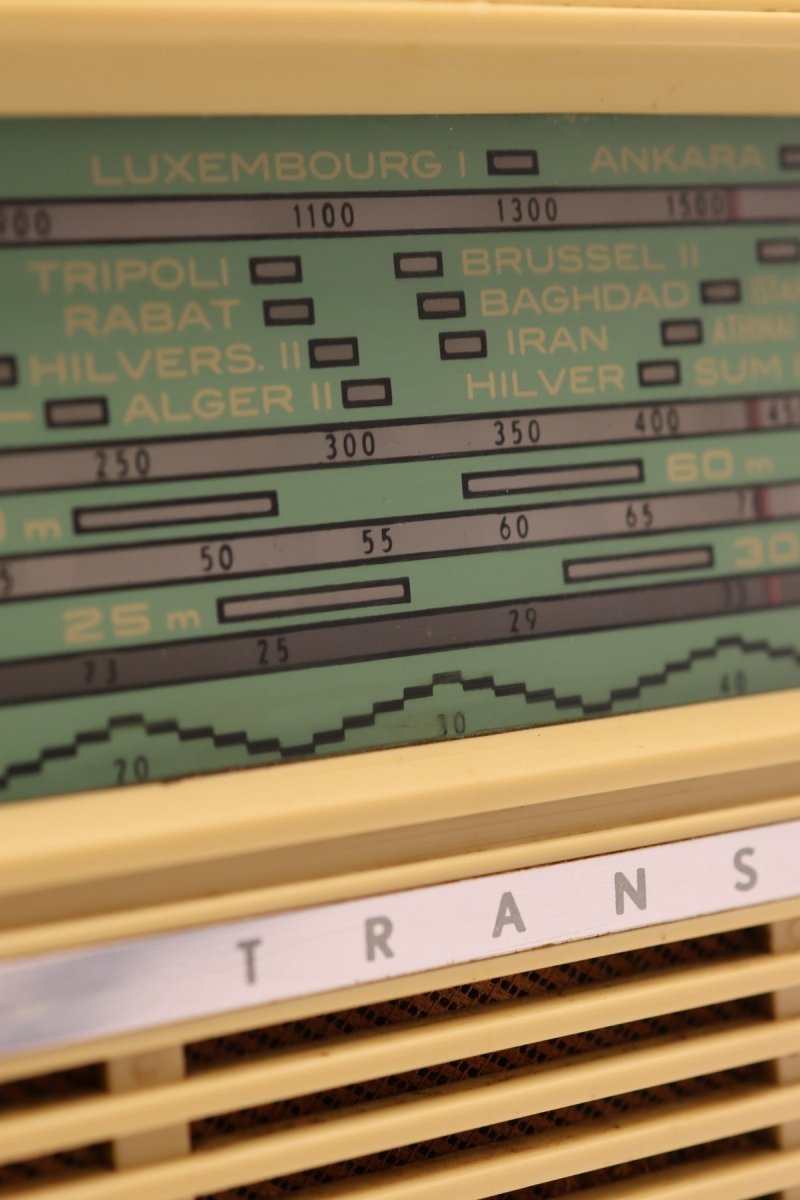 LUXEMBOURG I ANKARA
900 1100 1300 1500
TRIPOLI BRUSSEL II
RABAT BAGHDAD
HILVERS. II IRAN
ALGER II HILVER
250 300 350 400
60 m
50 55 60 65
25 m 30
25 29
20 30 40
TRANS